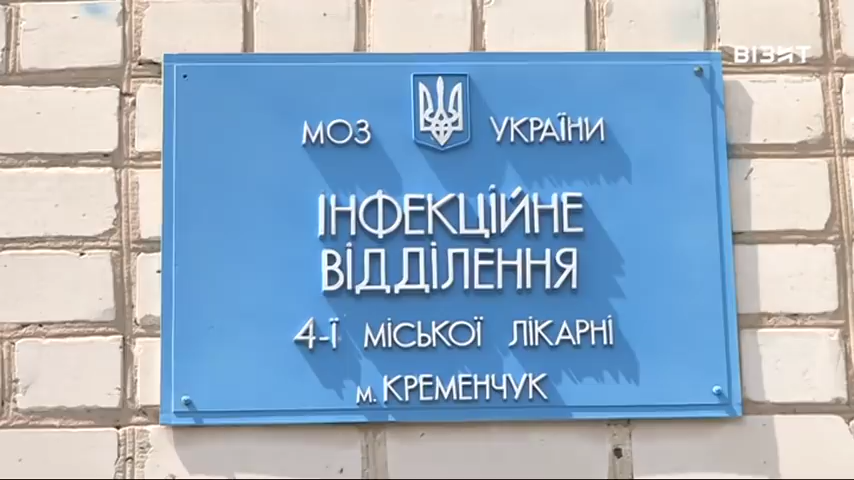 ВІЗИТ
МОЗ УКРАЇНИ
ІНФЕКЦІЙНЕ
ВІДДІЛЕННЯ
4-ї МІСЬКОЇ ЛІКАРНІ
м. КРЕМЕНЧУК